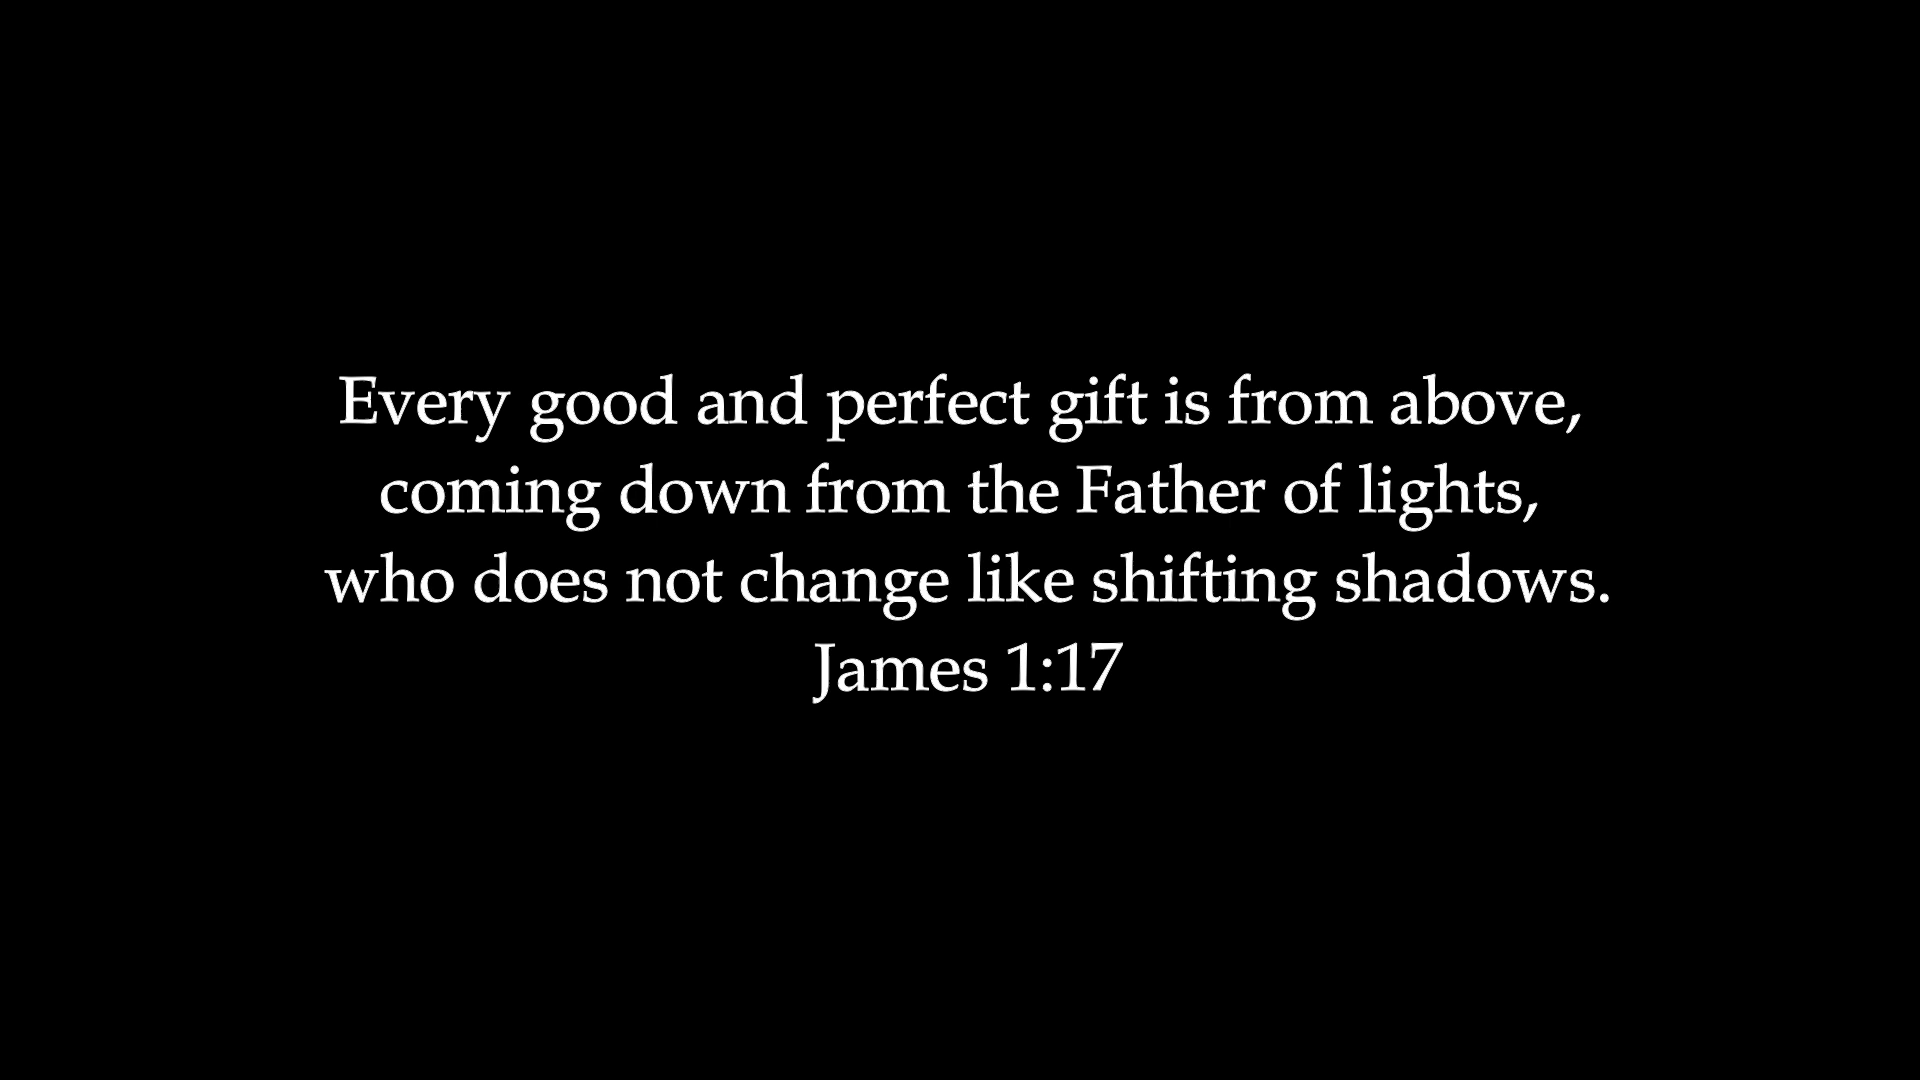 Every good and perfect gift is from above,
coming down from the Father of lights,
who does not change like shifting shadows.
James 1:17